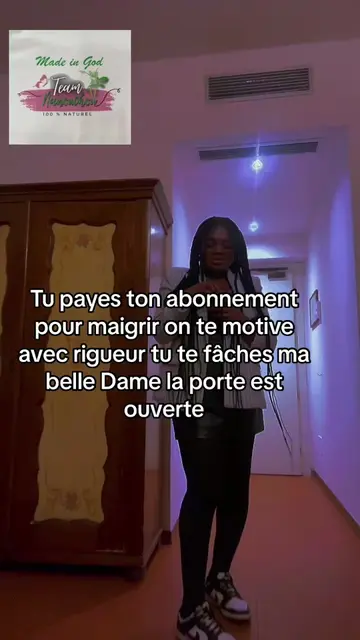 Made in God
Team
100 % NATUREL
Tu payes ton abonnement
pour maigrir on te motive
avec rigueur tu te fâches ma
belle Dame la porte est
ouverte